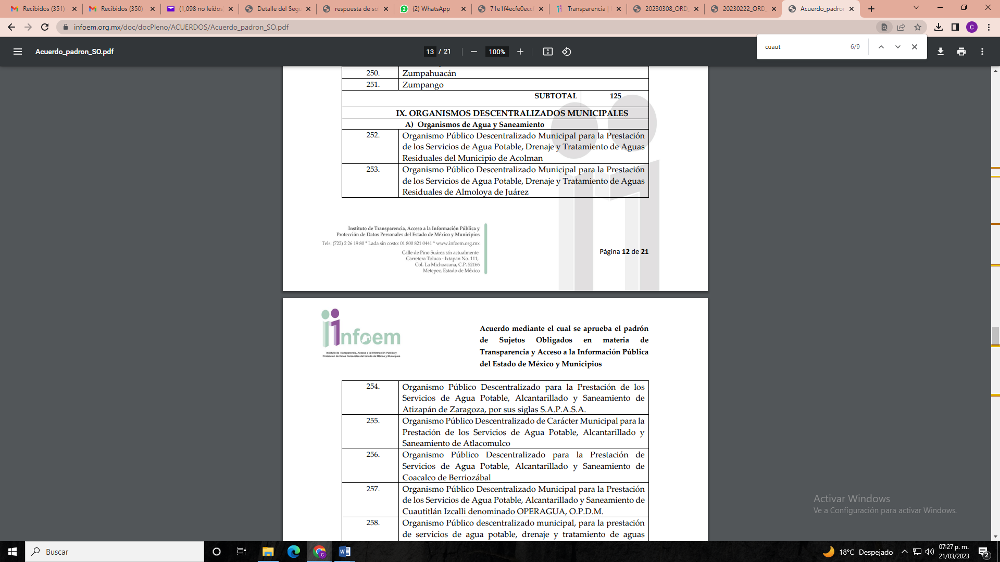 Recibidos (351)
Recibidos (350)
(1,098 no leídos
Detalle del Segu
respuesta de so
(2) WhatsApp
71e1f4ecfe0eccf
Transparencia |
20230308_ORD_
20230222_ORD_
Acuerdo_padron
infoem.org.mx/doc/docPleno/ACUERDOS/Acuerdo_padron_SO.pdf
C
Acuerdo_padron_SO.pdf
13 / 21
100%
cuaut
6/9
250. Zumpahuacán
251. Zumpango
SUBTOTAL 125
IX. ORGANISMOS DESCENTRALIZADOS MUNICIPALES
A) Organismos de Agua y Saneamiento
252. Organismo Público Descentralizado Municipal para la Prestación
de los Servicios de Agua Potable, Drenaje y Tratamiento de Aguas
Residuales del Municipio de Acolman
253. Organismo Público Descentralizado Municipal para la Prestación
de los Servicios de Agua Potable, Drenaje y Tratamiento de Aguas
Residuales de Almoloya de Juárez
Instituto de Transparencia, Acceso a la Información Pública y
Protección de Datos Personales del Estado de México y Municipios
Tels. (722) 2 26 19 80 * Lada sin costo: 01 800 821 0441 * www.infoem.org.mx
Calle de Pino Suárez s/n actualmente
Carretera Toluca - Ixtapan No. 111,
Col. La Michoacana, C.P. 52166
Metepec, Estado de México
Página 12 de 21
infoem
Instituto de Transparencia, Acceso a la Información Pública y
Protección de Datos Personales del Estado de México y Municipios
Acuerdo mediante el cual se aprueba el padrón
de Sujetos Obligados en materia de
Transparencia y Acceso a la Información Pública
del Estado de México y Municipios
254. Organismo Público Descentralizado para la Prestación de los
Servicios de Agua Potable, Alcantarillado y Saneamiento de
Atizapán de Zaragoza, por sus siglas S.A.P.A.S.A.
255. Organismo Público Descentralizado de Carácter Municipal para la
Prestación de los Servicios de Agua Potable, Alcantarillado y
Saneamiento de Atlacomulco
256. Organismo Público Descentralizado para la Prestación de
Servicios de Agua Potable, Alcantarillado y Saneamiento de
Coacalco de Berriozábal
257. Organismo Público Descentralizado Municipal para la Prestación
de los Servicios de Agua Potable, Alcantarillado y Saneamiento de
Cuautitlán Izcalli denominado OPERAGUA, O.P.D.M.
258. Organismo Público descentralizado municipal, para la prestación
de servicios de agua potable, drenaje y tratamiento de aguas
Activar Windows
Ve a Configuración para activar Windows.
Buscar
18°C Despejado
07:27 p. m.
21/03/2023
2